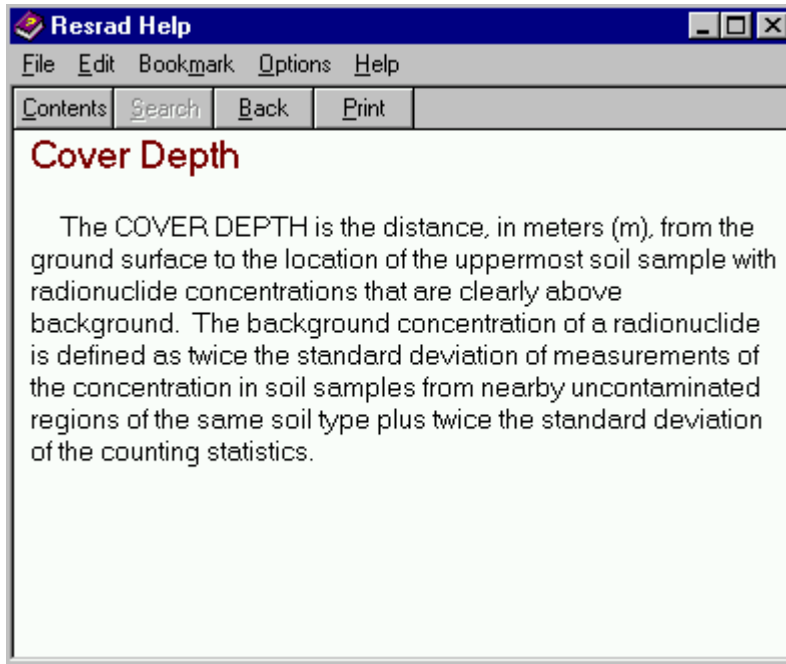 Resrad Help
File Edit Bookmark Options Help
Contents Search Back Print
Cover Depth
The COVER DEPTH is the distance, in meters (m), from the
ground surface to the location of the uppermost soil sample with
radionuclide concentrations that are clearly above
background. The background concentration of a radionuclide
is defined as twice the standard deviation of measurements of
the concentration in soil samples from nearby uncontaminated
regions of the same soil type plus twice the standard deviation
of the counting statistics.